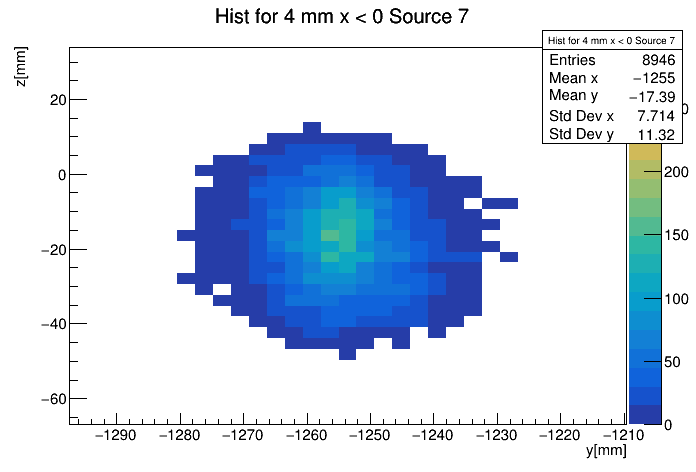 Hist for 4 mm x < 0 Source 7
Hist for 4 mm x < 0 Source 7
Entries 8946
Mean x −1255
Mean y −17.39
Std Dev x 7.714
Std Dev y 11.32
z[mm]
20
0
−20
−40
−60
−1290 −1280 −1270 −1260 −1250 −1240 −1230 −1220 −1210
y[mm]
200
150
100
50
0